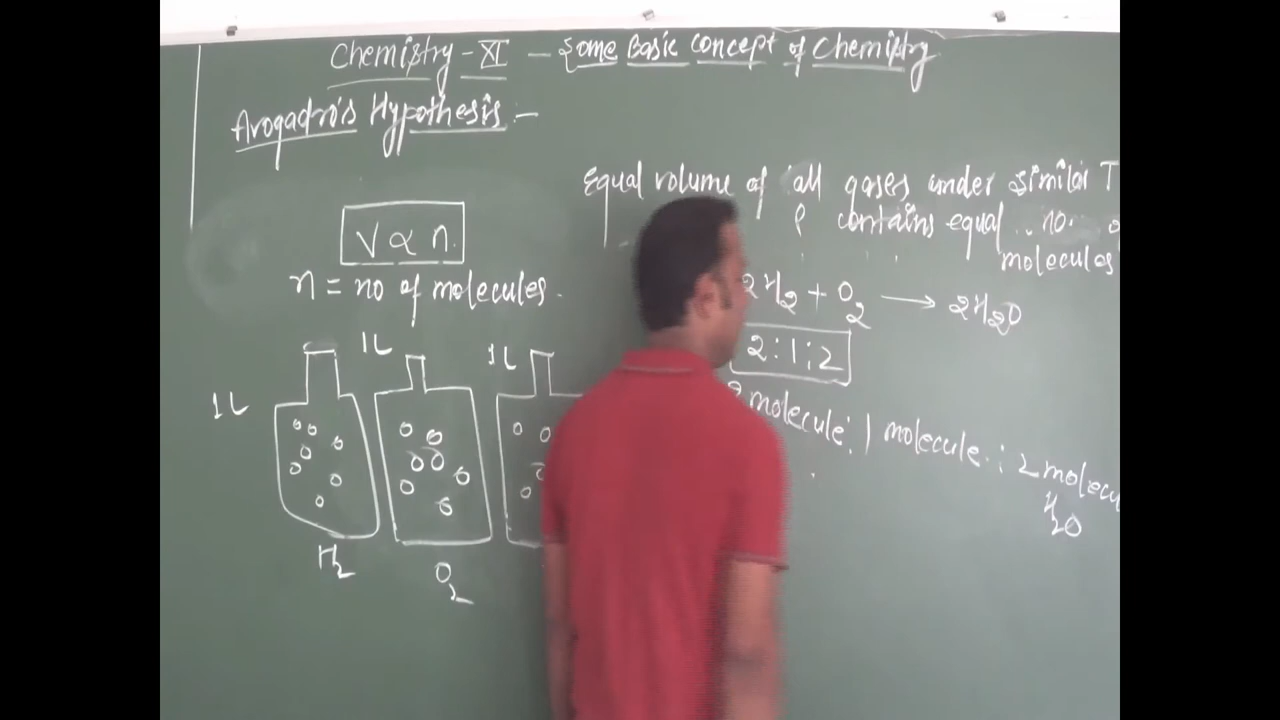 Chemistry - XI - Some Basic Concept of Chemistry
Avogadro's Hypothesis :-
Equal volume of all gases under similar T
contains equal no.
molecules
V ∝ n.
n = no of molecules.
2H₂ + O₂ → 2H₂O
2 : 1 : 2
molecule : 1 molecule : 2 molecu
H₂O
1L
1L
1L
H₂
O₂